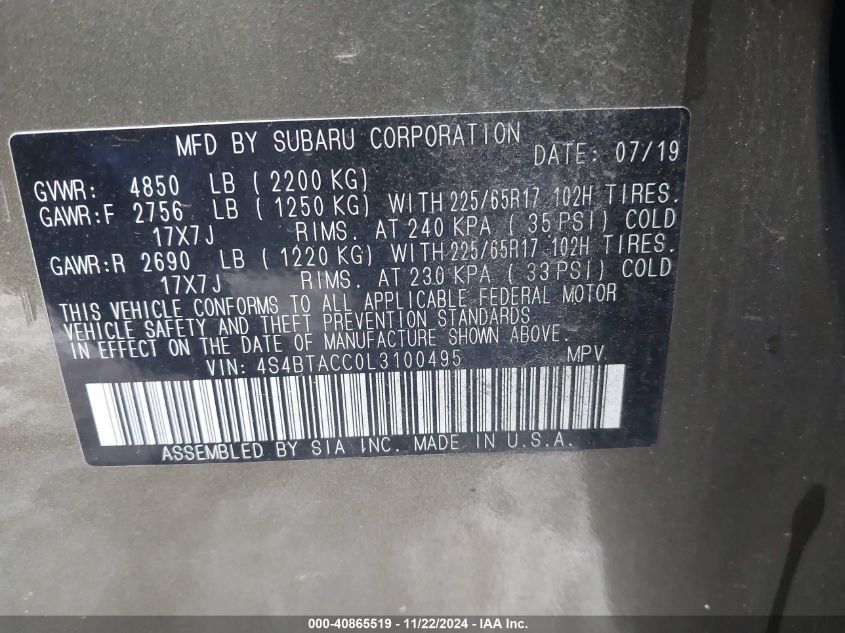 MFD BY SUBARU CORPORATION
DATE: 07/19
GVWR: 4850 LB ( 2200 KG)
GAWR:F 2756 LB ( 1250 KG) WITH 225/65R17 102H TIRES.
17X7J RIMS. AT 240 KPA ( 35 PSI) COLD
GAWR:R 2690 LB ( 1220 KG) WITH 225/65R17 102H TIRES.
17X7J RIMS. AT 230 KPA ( 33 PSI) COLD
THIS VEHICLE CONFORMS TO ALL APPLICABLE FEDERAL MOTOR
VEHICLE SAFETY AND THEFT PREVENTION STANDARDS
IN EFFECT ON THE DATE OF MANUFACTURE SHOWN ABOVE.
VIN: 4S4BTACC0L3100495 MPV
ASSEMBLED BY SIA INC. MADE IN U.S.A.
000-40865519 - 11/22/2024 - IAA Inc.